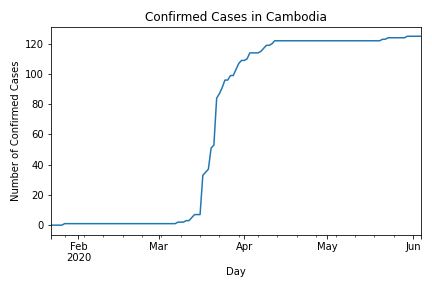 Confirmed Cases in Cambodia
120
100
80
60
40
20
0
Number of Confirmed Cases
Feb
2020
Mar
Apr
May
Jun
Day